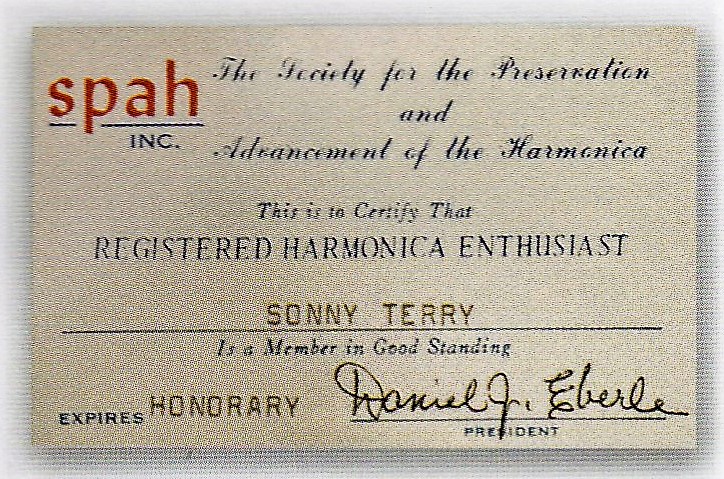 spah
INC.
The Society for the Preservation
and
Advancement of the Harmonica
This is to Certify That
REGISTERED HARMONICA ENTHUSIAST
SONNY TERRY
Is a Member in Good Standing
EXPIRES HONORARY
Daniel J. Eberle
PRESIDENT